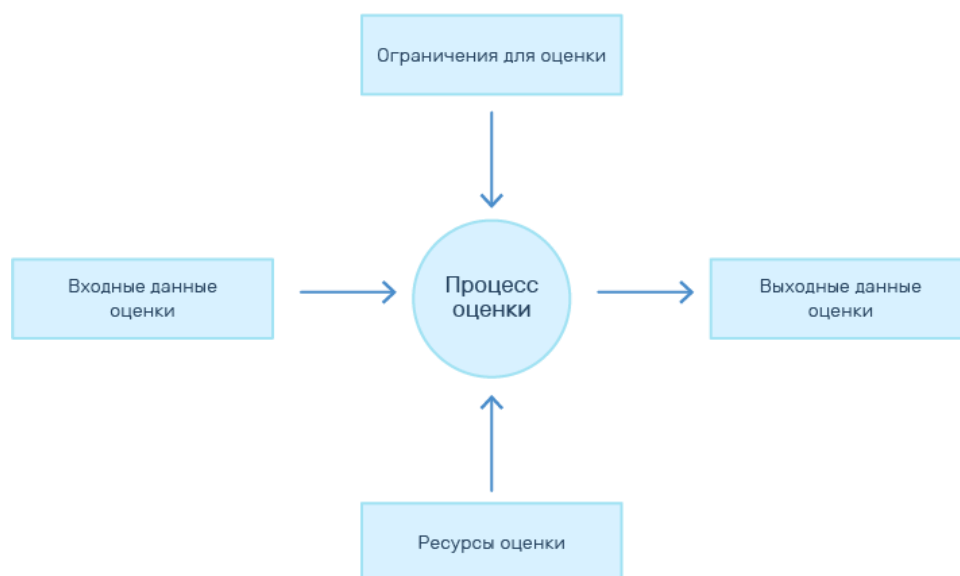 Ограничения для оценки
Входные данные
оценки
Процесс
оценки
Выходные данные
оценки
Ресурсы оценки